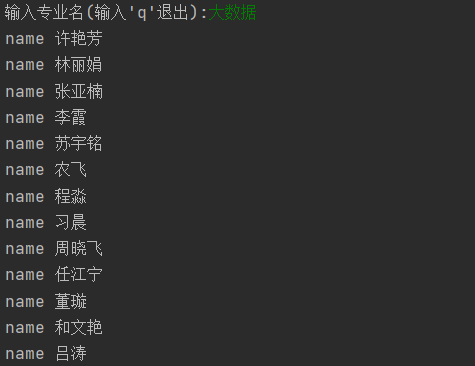 输入专业名(输入'q'退出):大数据
name 许艳芳
name 林丽娟
name 张亚楠
name 李霞
name 苏宇铭
name 农飞
name 程淼
name 习晨
name 周晓飞
name 任江宁
name 董璇
name 和文艳
name 吕涛